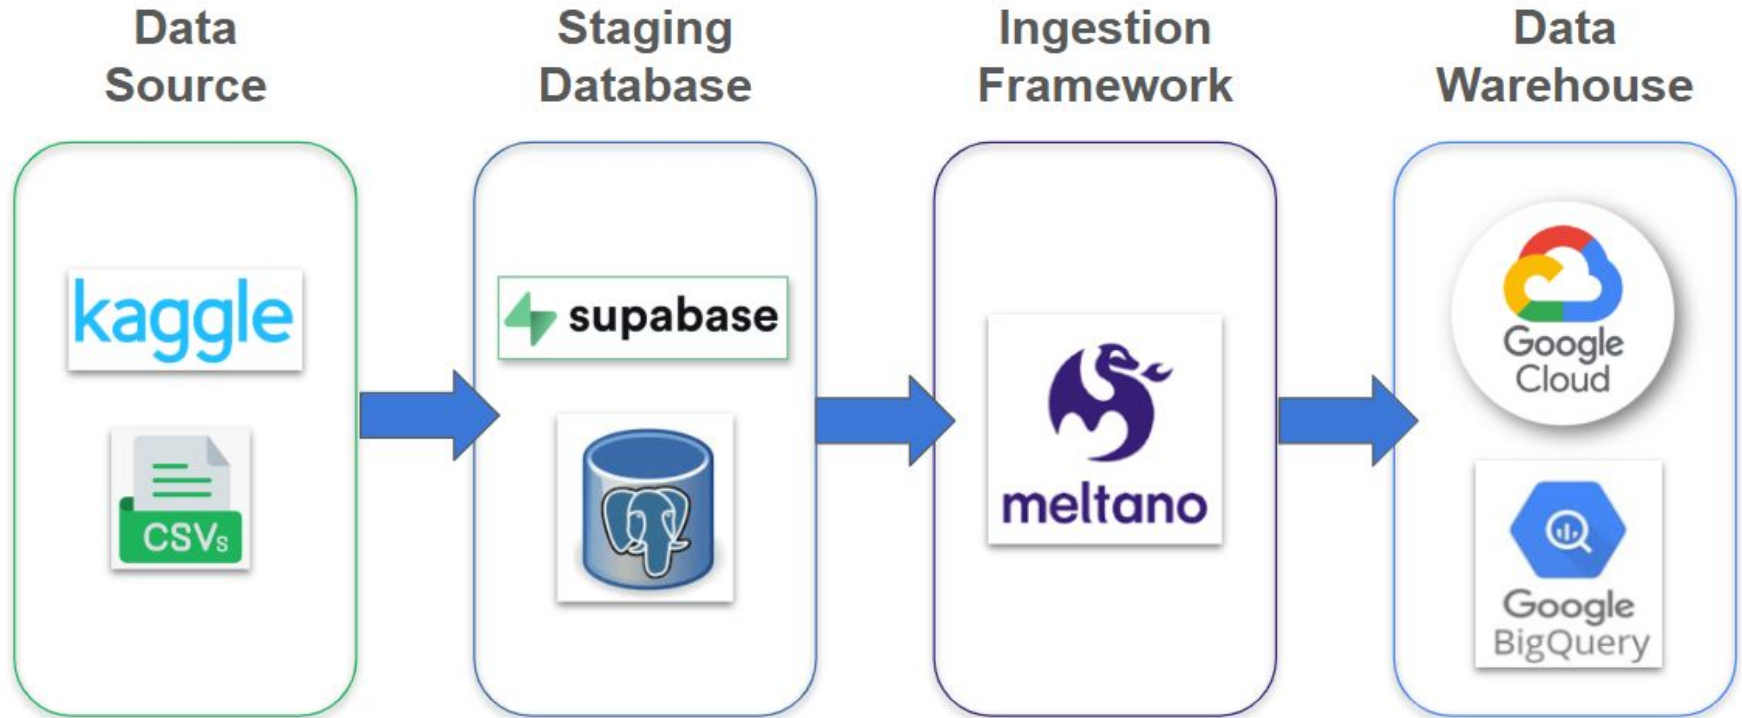 Data
Source
Staging
Database
Ingestion
Framework
Data
Warehouse
kaggle
CSVs
supabase
meltano
Google
Cloud
Google
BigQuery